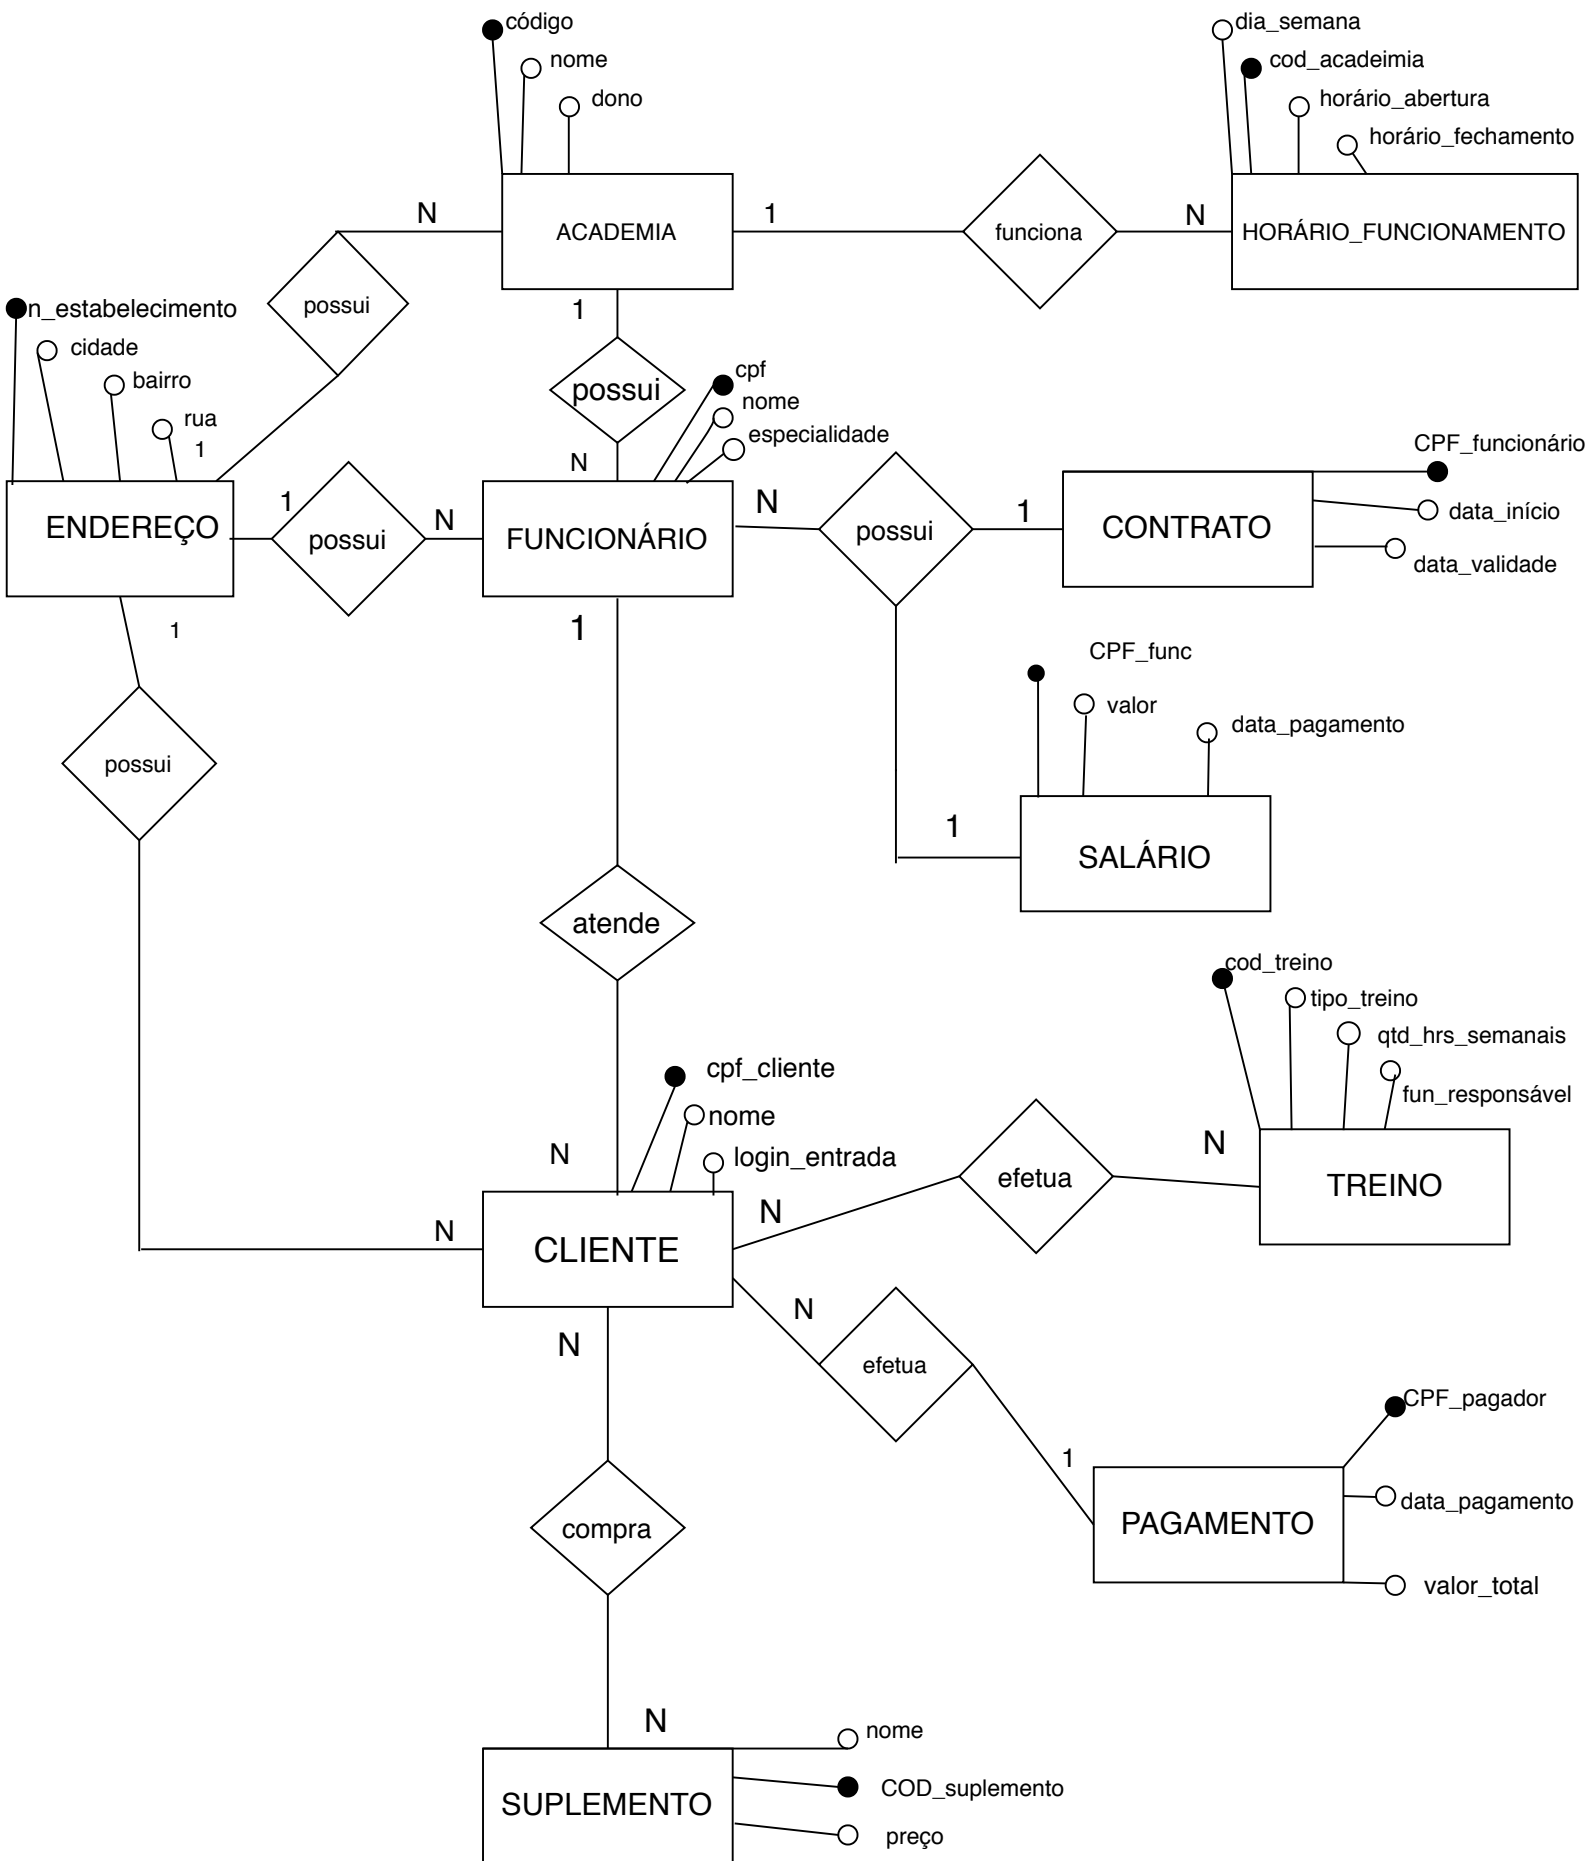 código
nome
dono
dia_semana
cod_acadeimia
horário_abertura
horário_fechamento
N
ACADEMIA
1
funciona
N
HORÁRIO_FUNCIONAMENTO
possui
1
n_estabelecimento
cidade
bairro
rua
1
possui
cpf
nome
especialidade
N
ENDEREÇO
1
possui
N
FUNCIONÁRIO
N
possui
1
CONTRATO
CPF_funcionário
data_início
data_validade
1
1
possui
CPF_func
valor
data_pagamento
1
SALÁRIO
atende
cod_treino
tipo_treino
qtd_hrs_semanais
fun_responsável
cpf_cliente
nome
login_entrada
N
N
CLIENTE
N
efetua
N
TREINO
N
N
efetua
1
CPF_pagador
data_pagamento
valor_total
PAGAMENTO
compra
N
nome
COD_suplemento
preço
SUPLEMENTO